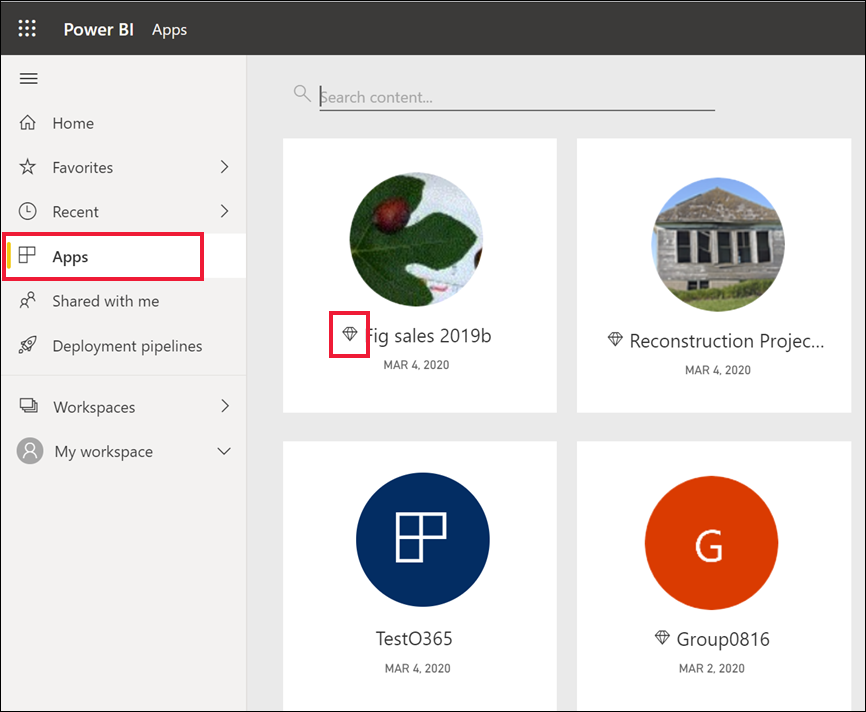 Power BI Apps
Search content...
Home
Favorites
Recent
Apps
Shared with me
Deployment pipelines
Workspaces
My workspace
Fig sales 2019b
MAR 4, 2020
Reconstruction Projec...
MAR 4, 2020
TestO365
MAR 4, 2020
G
Group0816
MAR 2, 2020